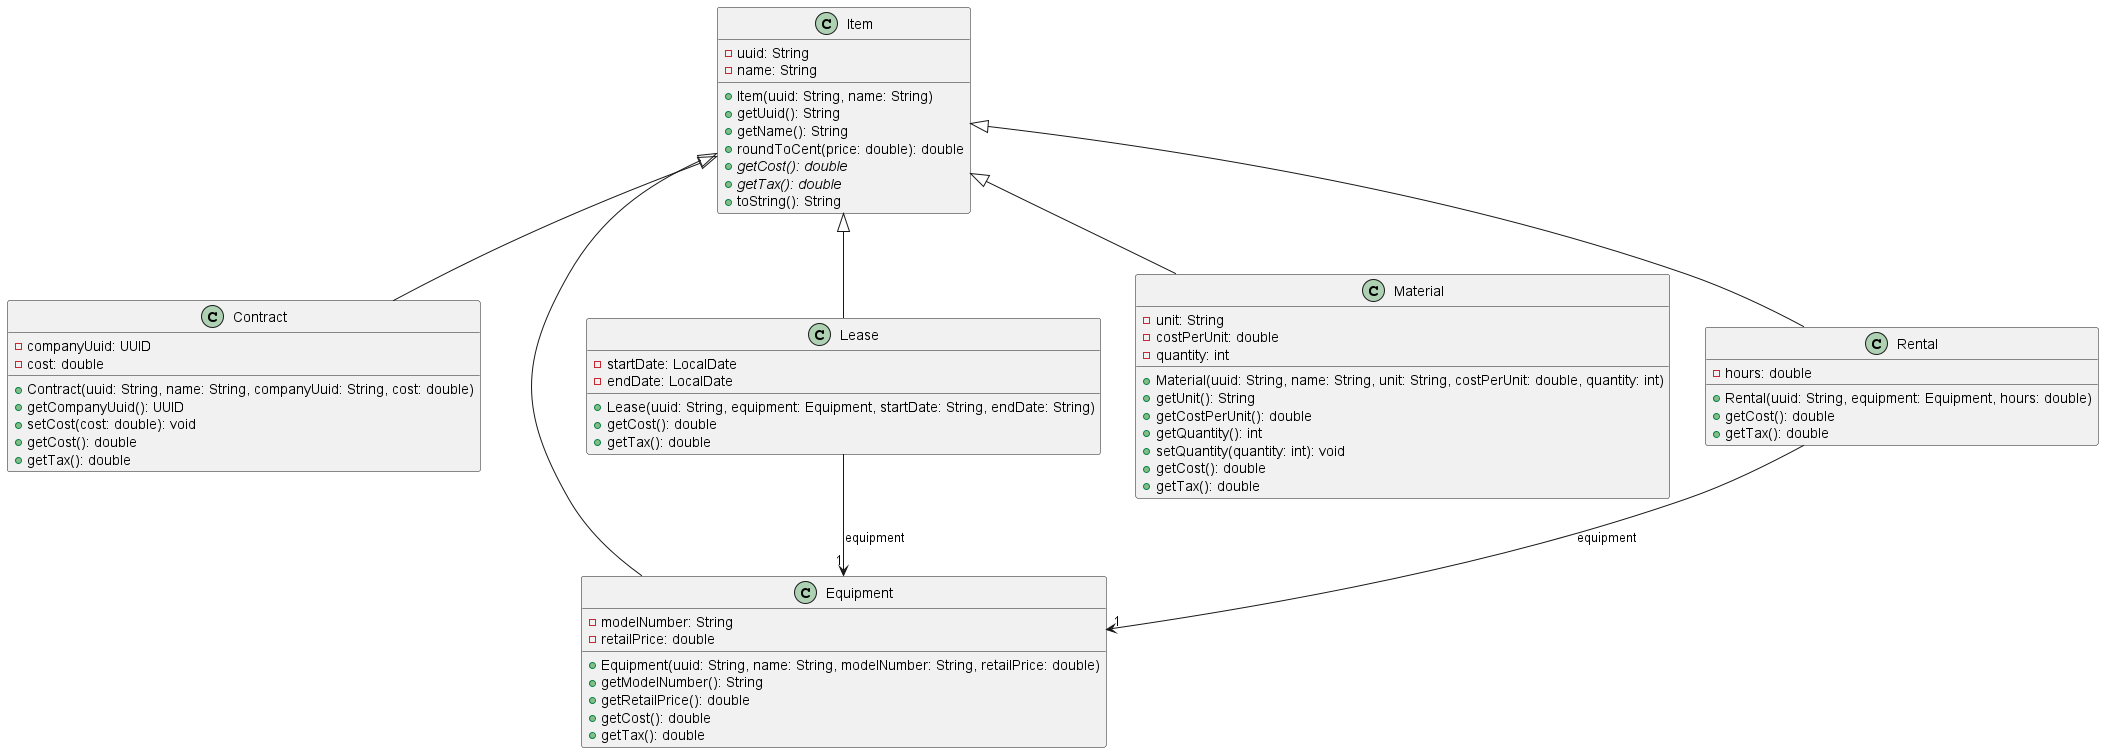 C Item
uuid: String
name: String
Item(uuid: String, name: String)
getUuid(): String
getName(): String
roundToCent(price: double): double
getCost(): double
getTax(): double
toString(): String
C Contract
companyUuid: UUID
cost: double
Contract(uuid: String, name: String, companyUuid: String, cost: double)
getCompanyUuid(): UUID
setCost(cost: double): void
getCost(): double
getTax(): double
C Lease
startDate: LocalDate
endDate: LocalDate
Lease(uuid: String, equipment: Equipment, startDate: String, endDate: String)
getCost(): double
getTax(): double
C Material
unit: String
costPerUnit: double
quantity: int
Material(uuid: String, name: String, unit: String, costPerUnit: double, quantity: int)
getUnit(): String
getCostPerUnit(): double
getQuantity(): int
setQuantity(quantity: int): void
getCost(): double
getTax(): double
C Rental
hours: double
Rental(uuid: String, equipment: Equipment, hours: double)
getCost(): double
getTax(): double
equipment
1
equipment
1
C Equipment
modelNumber: String
retailPrice: double
Equipment(uuid: String, name: String, modelNumber: String, retailPrice: double)
getModelNumber(): String
getRetailPrice(): double
getCost(): double
getTax(): double